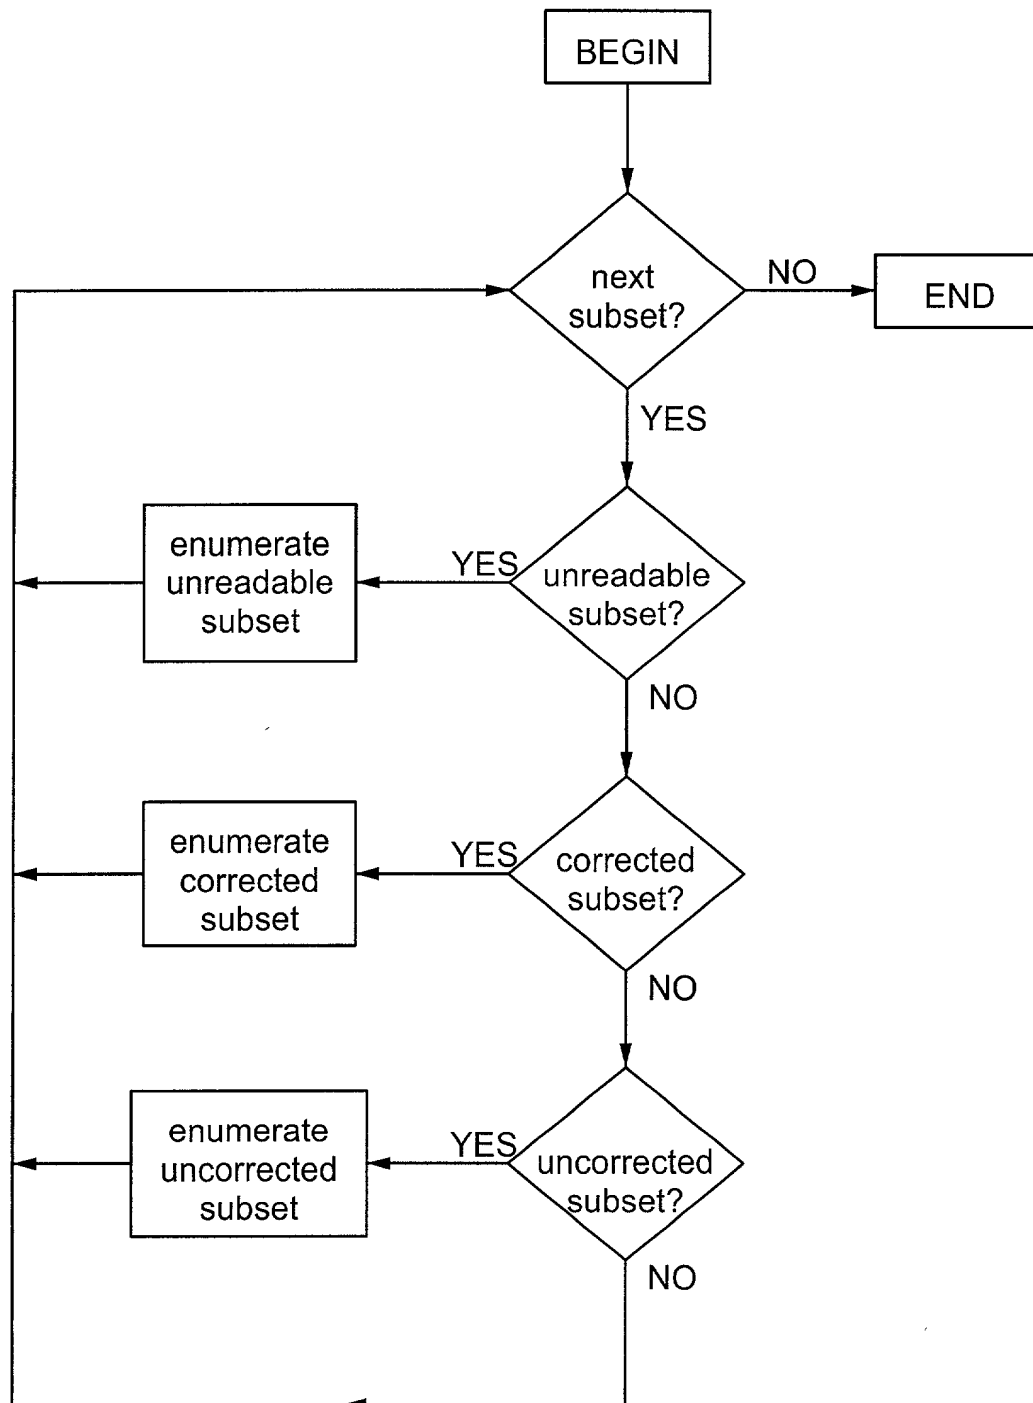 BEGIN
next
subset?
NO
END
YES
enumerate
unreadable
subset
YES
unreadable
subset?
NO
enumerate
corrected
subset
YES
corrected
subset?
NO
enumerate
uncorrected
subset
YES
uncorrected
subset?
NO